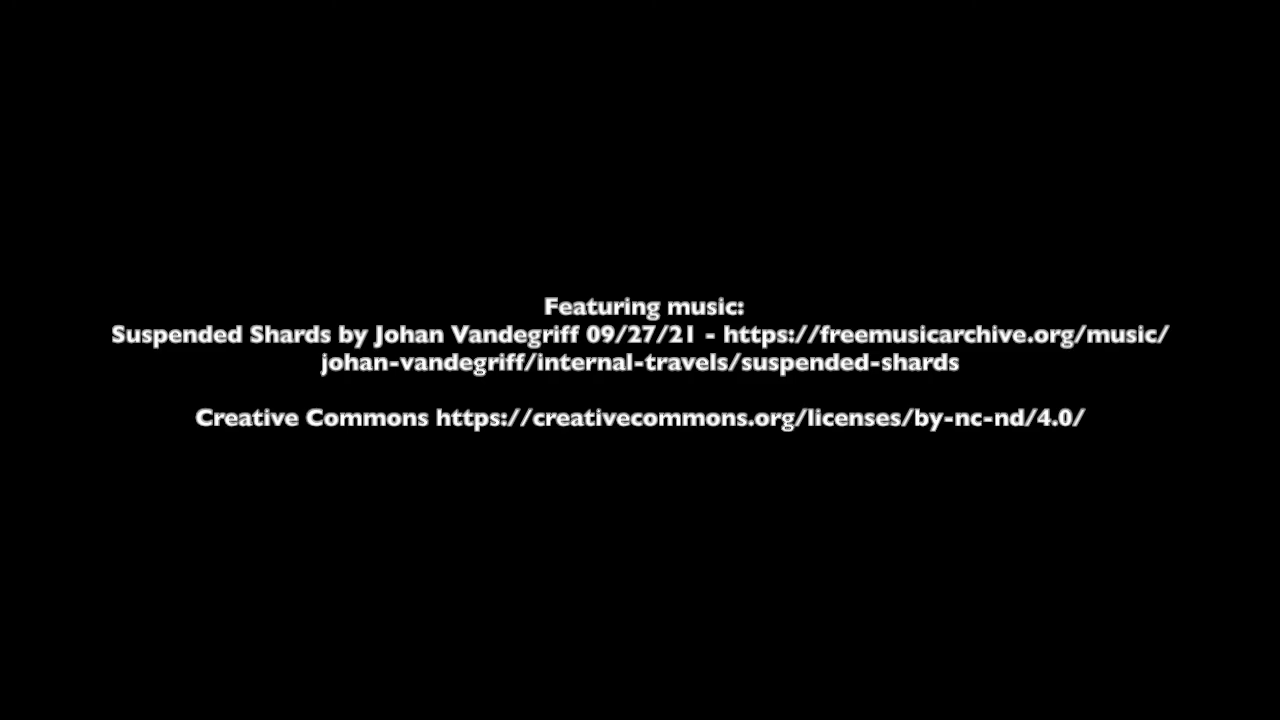 Featuring music:
Suspended Shards by Johan Vandegriff 09/27/21 - https://freemusicarchive.org/music/
johan-vandegriff/internal-travels/suspended-shards
Creative Commons https://creativecommons.org/licenses/by-nc-nd/4.0/